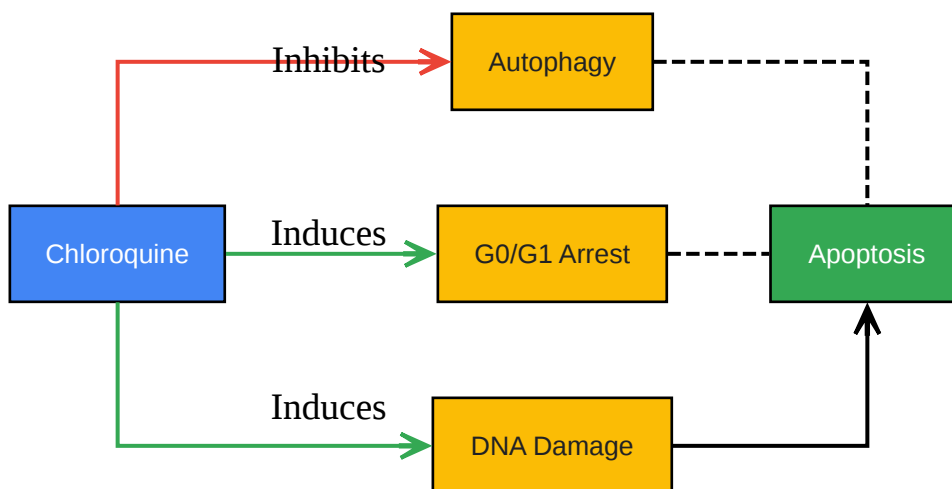 Inhibits
Autophagy
Chloroquine
Induces
G0/G1 Arrest
Apoptosis
Induces
DNA Damage